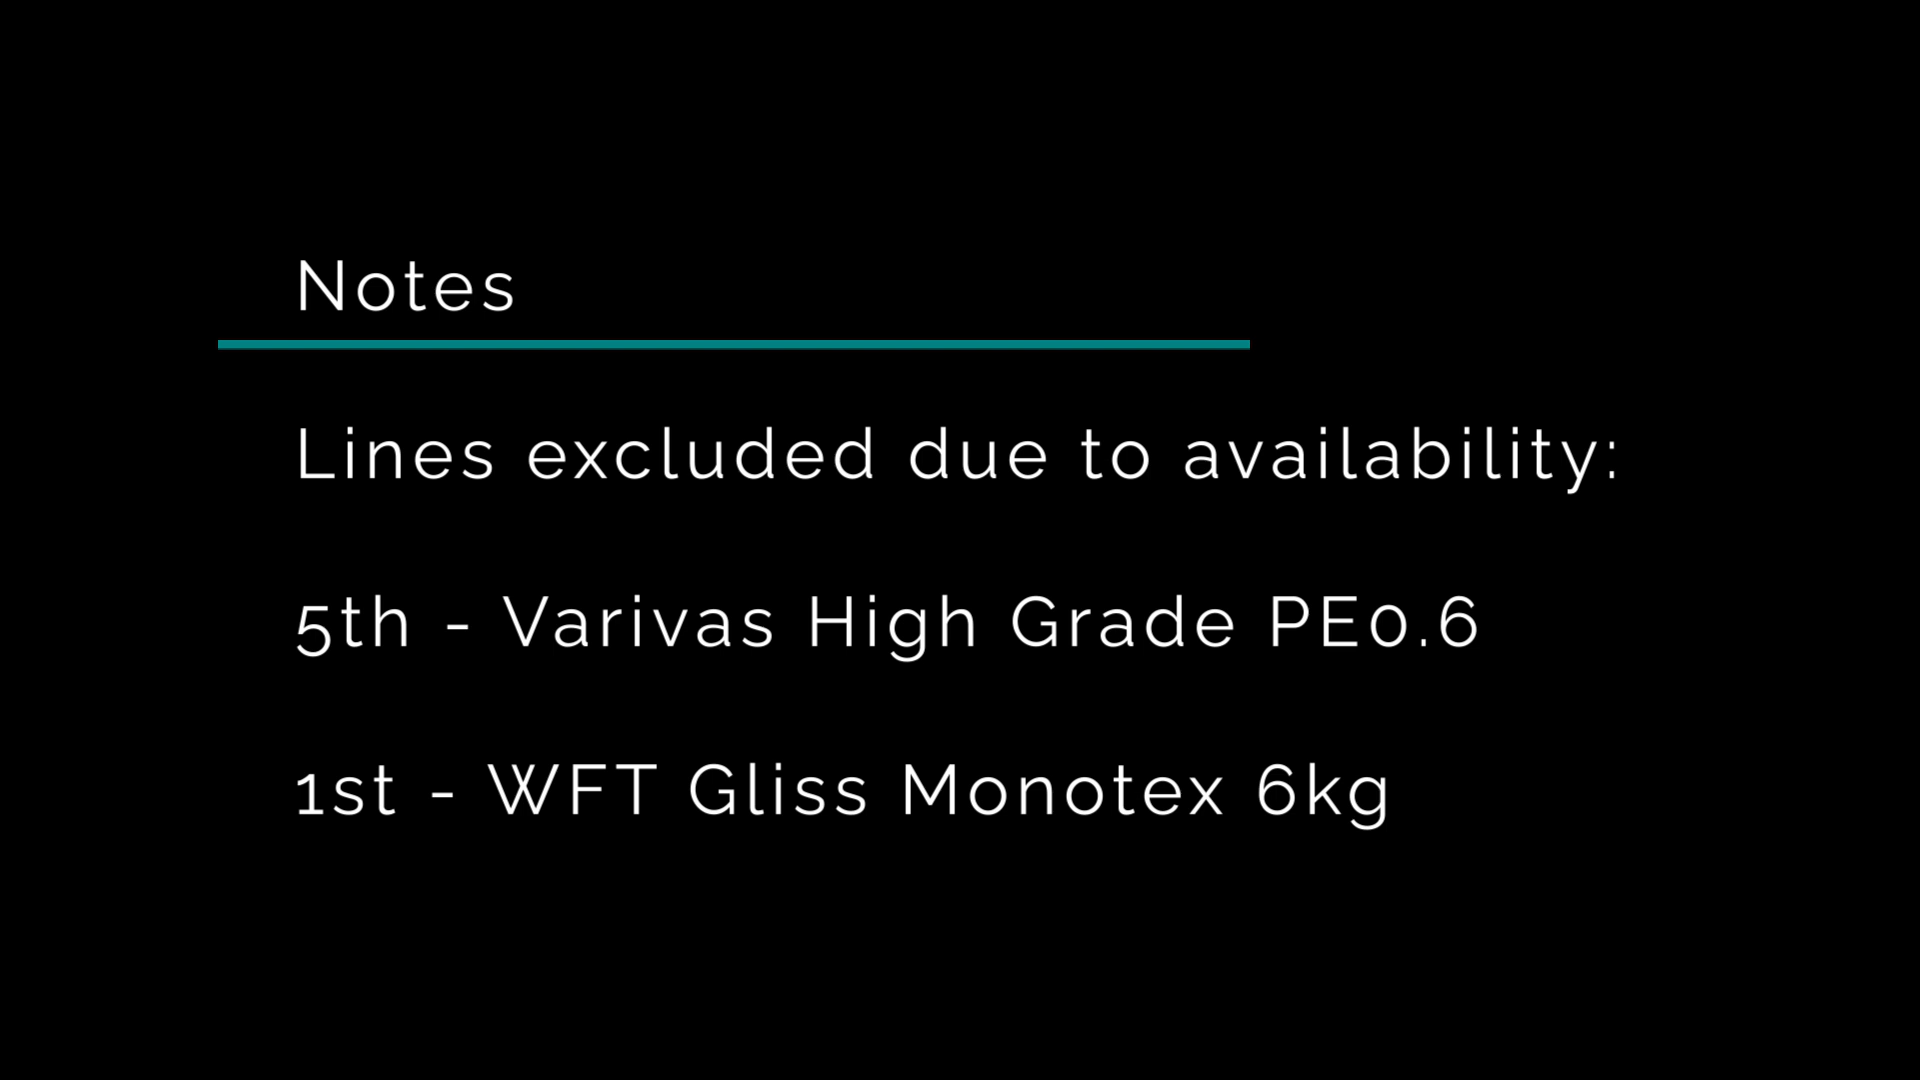 Notes
Lines excluded due to availability:
5th - Varivas High Grade PE0.6
1st - WFT Gliss Monotex 6kg